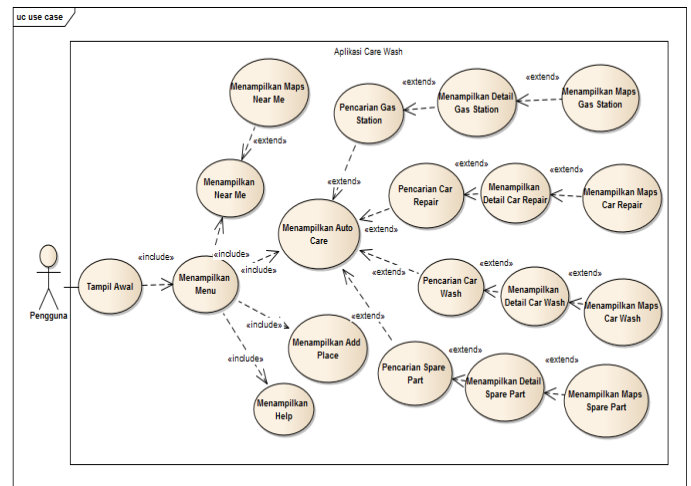 uc use case
Aplikasi Care Wash
Menampilkan Maps
Near Me
«extend»
Menampilkan
Near Me
Pencarian Gas
Station
«extend»
Menampilkan Detail
Gas Station
«extend»
Menampilkan Maps
Gas Station
«extend»
Pencarian Car
Repair
«extend»
Menampilkan
Detail Car Repair
«extend»
Menampilkan Maps
Car Repair
«extend»
Menampilkan Auto
Care
Pengguna
Tampil Awal
«include»
Menampilkan
Menu
«include»
«include»
«extend»
Pencarian Car
Wash
«extend»
Menampilkan
Detail Car Wash
«extend»
Menampilkan Maps
Car Wash
«include»
Menampilkan Add
Place
«include»
Menampilkan
Help
«extend»
Pencarian Spare
Part
«extend»
Menampilkan Detail
Spare Part
«extend»
Menampilkan Maps
Spare Part